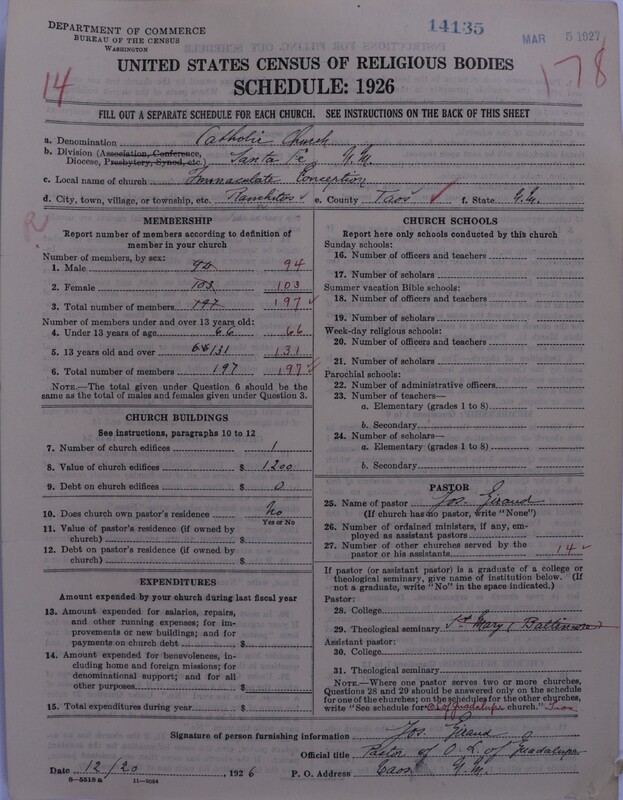 DEPARTMENT OF COMMERCE
BUREAU OF THE CENSUS
WASHINGTON
14135
MAR 5 1927
UNITED STATES CENSUS OF RELIGIOUS BODIES
SCHEDULE: 1926
14
178
FILL OUT A SEPARATE SCHEDULE FOR EACH CHURCH. SEE INSTRUCTIONS ON THE BACK OF THIS SHEET
a. Denomination Catholic Church
b. Division (Association, Conference, Diocese, Presbytery, Synod, etc.) Santa Fe N.M.
c. Local name of church Immaculate Conception
d. City, town, village, or township, etc. Ranchitos e. County Taos f. State N.M.
MEMBERSHIP
Report number of members according to definition of
member in your church
Number of members, by sex:
1. Male 94 94
2. Female 103 103
3. Total number of members 197 197
Number of members under and over 13 years old:
4. Under 13 years of age 66 66
5. 13 years old and over 131 131
6. Total number of members 197 197
NOTE.—The total given under Question 6 should be the
same as the total of males and females given under Question 3.
CHURCH BUILDINGS
See instructions, paragraphs 10 to 12
7. Number of church edifices 1
8. Value of church edifices $ 1200
9. Debt on church edifices $ 0
10. Does church own pastor's residence No
Yes or No
11. Value of pastor's residence (if owned by
church) $
12. Debt on pastor's residence (if owned by
church) $
EXPENDITURES
Amount expended by your church during last fiscal year
13. Amount expended for salaries, repairs,
and other running expenses; for im-
provements or new buildings; and for
payments on church debt $
14. Amount expended for benevolences, in-
cluding home and foreign missions; for
denominational support; and for all
other purposes $
15. Total expenditures during year $
CHURCH SCHOOLS
Report here only schools conducted by this church
Sunday schools:
16. Number of officers and teachers
17. Number of scholars
Summer vacation Bible schools:
18. Number of officers and teachers
19. Number of scholars
Week-day religious schools:
20. Number of officers and teachers
21. Number of scholars
Parochial schools:
22. Number of administrative officers
23. Number of teachers—
a. Elementary (grades 1 to 8)
b. Secondary
24. Number of scholars—
a. Elementary (grades 1 to 8)
b. Secondary
PASTOR
25. Name of pastor Jos. Giraud
(If church has no pastor, write "None")
26. Number of ordained ministers, if any, em-
ployed as assistant pastors
27. Number of other churches served by the
pastor or his assistants 14
If pastor (or assistant pastor) is a graduate of a college or
theological seminary, give name of institution below. (If
not a graduate, write "No" in the space indicated.)
Pastor:
28. College
29. Theological seminary St Mary (Baltimore)
Assistant pastor:
30. College
31. Theological seminary
NOTE.—Where one pastor serves two or more churches,
Questions 28 and 29 should be answered only on the schedule
for one of the churches; on the schedules for the other churches,
write "See schedule for O.L. of Guadalupe church." Taos
Signature of person furnishing information Jos. Giraud
Official title Pastor of O. L. of Guadalupe
Date 12/20, 1926 P. O. Address Taos N.M.
8—5518 a 11—9034